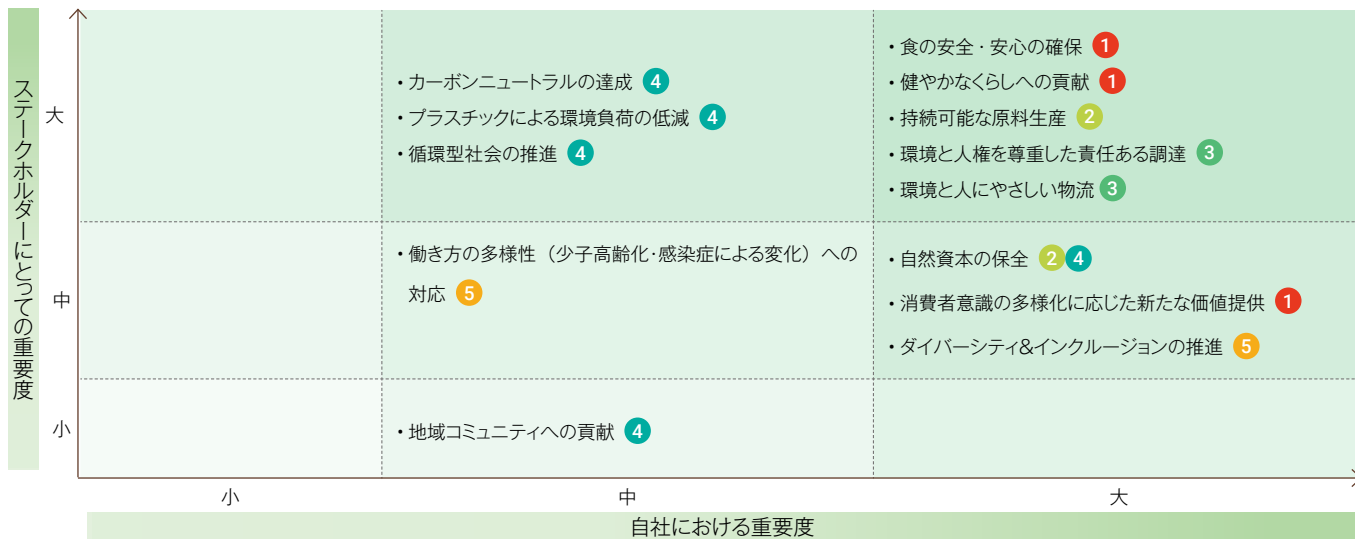 ステークホルダーにとっての重要度
大
・カーボンニュートラルの達成 4
・プラスチックによる環境負荷の低減 4
・循環型社会の推進 4
・食の安全・安心の確保 1
・健やかなくらしへの貢献 1
・持続可能な原料生産 2
・環境と人権を尊重した責任ある調達 3
・環境と人にやさしい物流 3
中
・働き方の多様性（少子高齢化・感染症による変化）への
対応 5
・自然資本の保全 2 4
・消費者意識の多様化に応じた新たな価値提供 1
・ダイバーシティ&インクルージョンの推進 5
小
・地域コミュニティへの貢献 4
小
中
大
自社における重要度